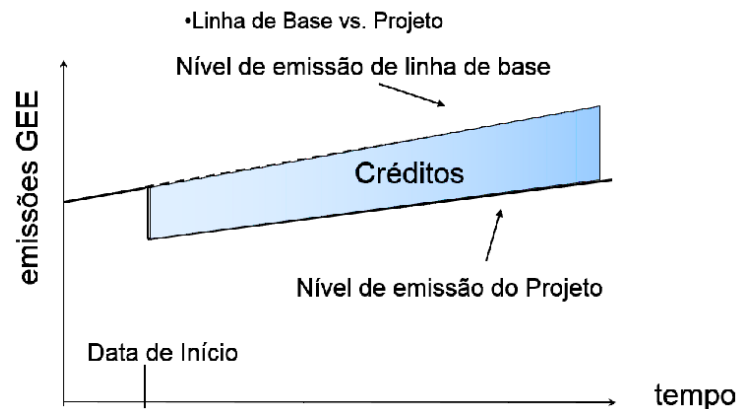 •Linha de Base vs. Projeto
Nível de emissão de linha de base
emissões GEE
Créditos
Nível de emissão do Projeto
Data de Início
tempo